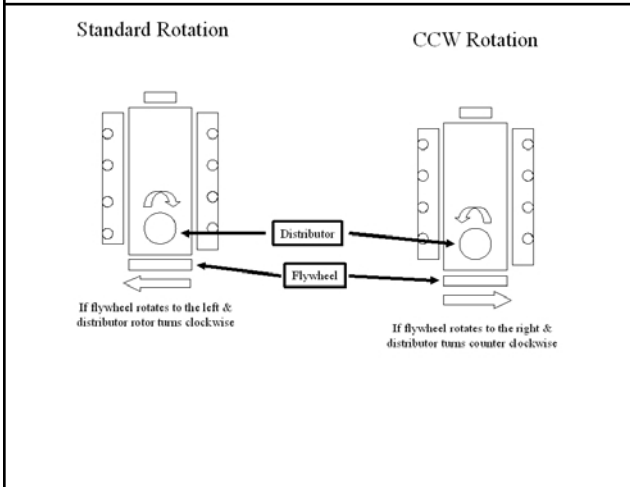 Standard Rotation
CCW Rotation
Distributor
Flywheel
If flywheel rotates to the left &
distributor rotor turns clockwise
If flywheel rotates to the right &
distributor turns counter clockwise